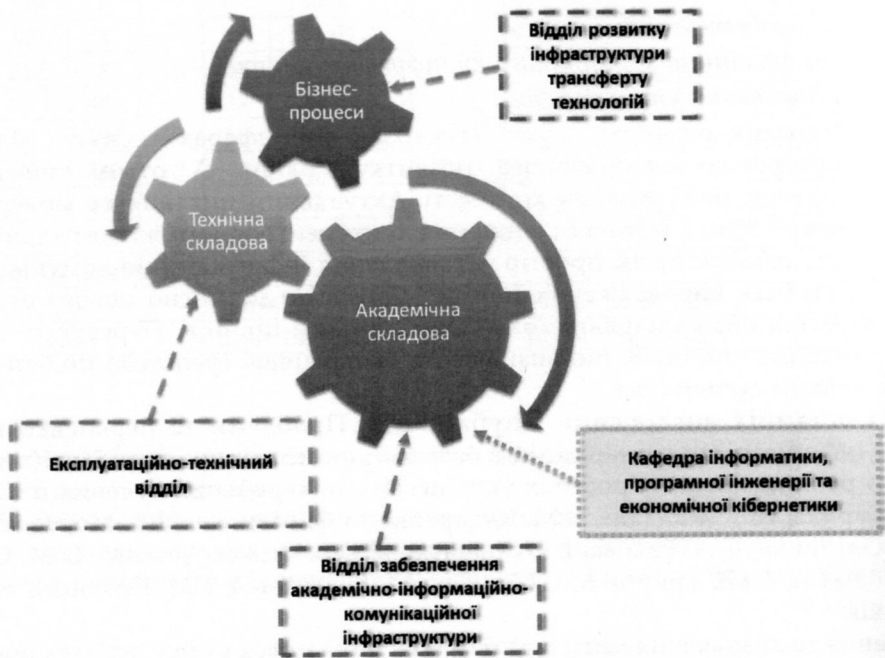 Відділ розвитку
інфраструктури
трансферту
технологій
Бізнес-
процеси
Технічна
складова
Академічна
складова
Експлуатаційно-технічний
відділ
Кафедра інформатики,
програмної інженерії та
економічної кібернетики
Відділ забезпечення
академічно-інформаційно-
комунікаційної
інфраструктури